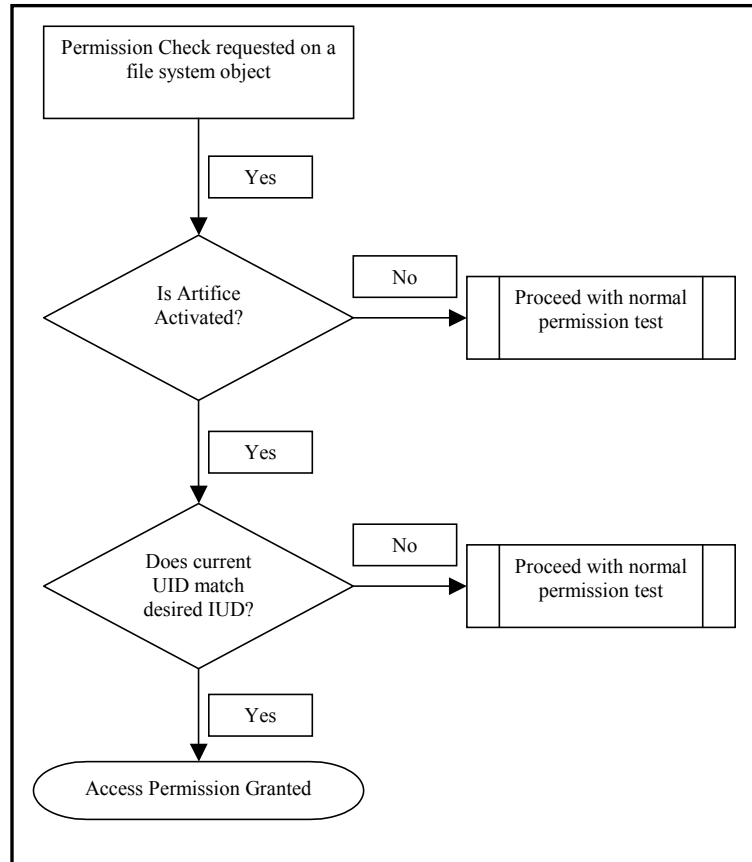 Permission Check requested on a
file system object
Yes
Is Artifice
Activated?
No
Proceed with normal
permission test
Yes
Does current
UID match
desired IUD?
No
Proceed with normal
permission test
Yes
Access Permission Granted